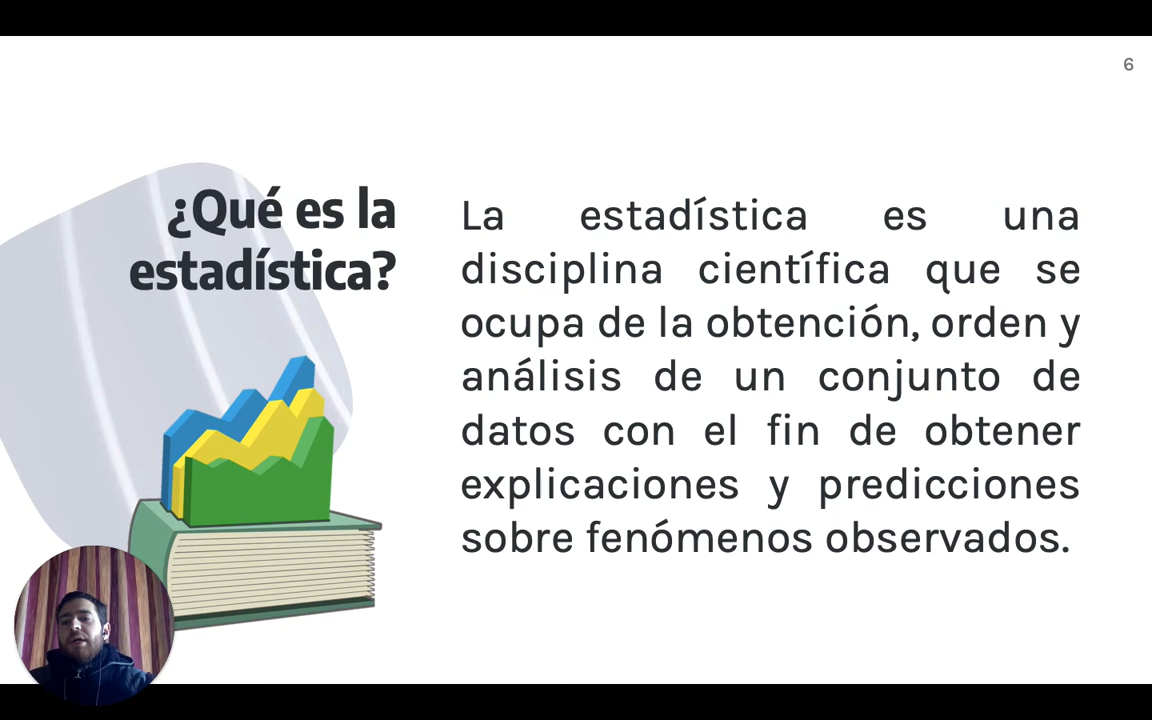 6
¿Qué es la
estadística?
La estadística es una
disciplina científica que se
ocupa de la obtención, orden y
análisis de un conjunto de
datos con el fin de obtener
explicaciones y predicciones
sobre fenómenos observados.